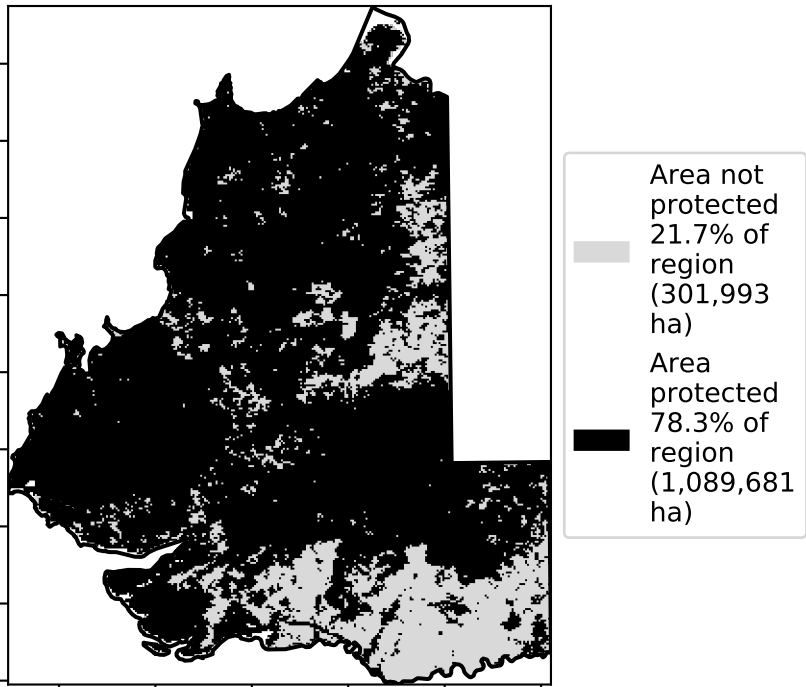 Area not
protected
21.7% of
region
(301,993
ha)
Area
protected
78.3% of
region
(1,089,681
ha)